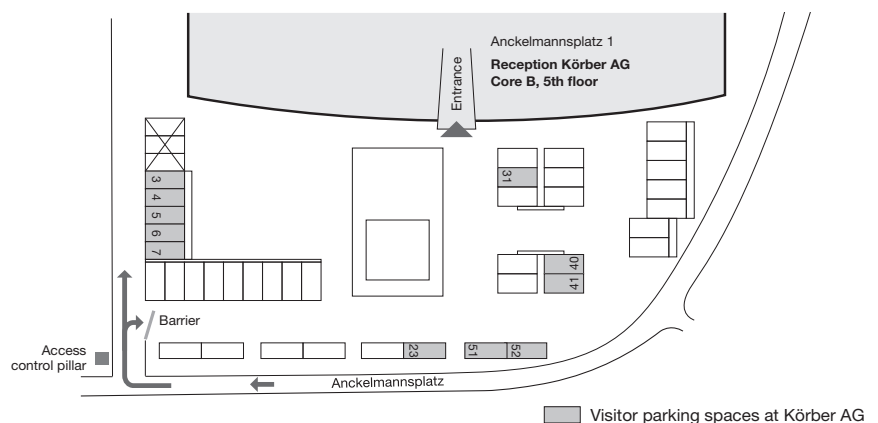 Anckelmannsplatz 1
Reception Körber AG
Core B, 5th floor
Entrance
3
4
5
6
7
31
40
41
Barrier
23
51
52
Access
control pillar
Anckelmannsplatz
Visitor parking spaces at Körber AG